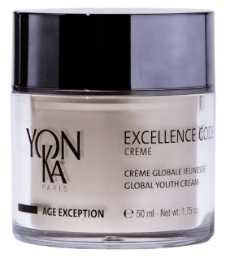 YON
KA®
PARIS
EXCELLENCE CODE
CREME
CRÈME GLOBALE JEUNESSE
GLOBAL YOUTH CREAM
AGE EXCEPTION
50 ml - Net wt. 1.75 oz.